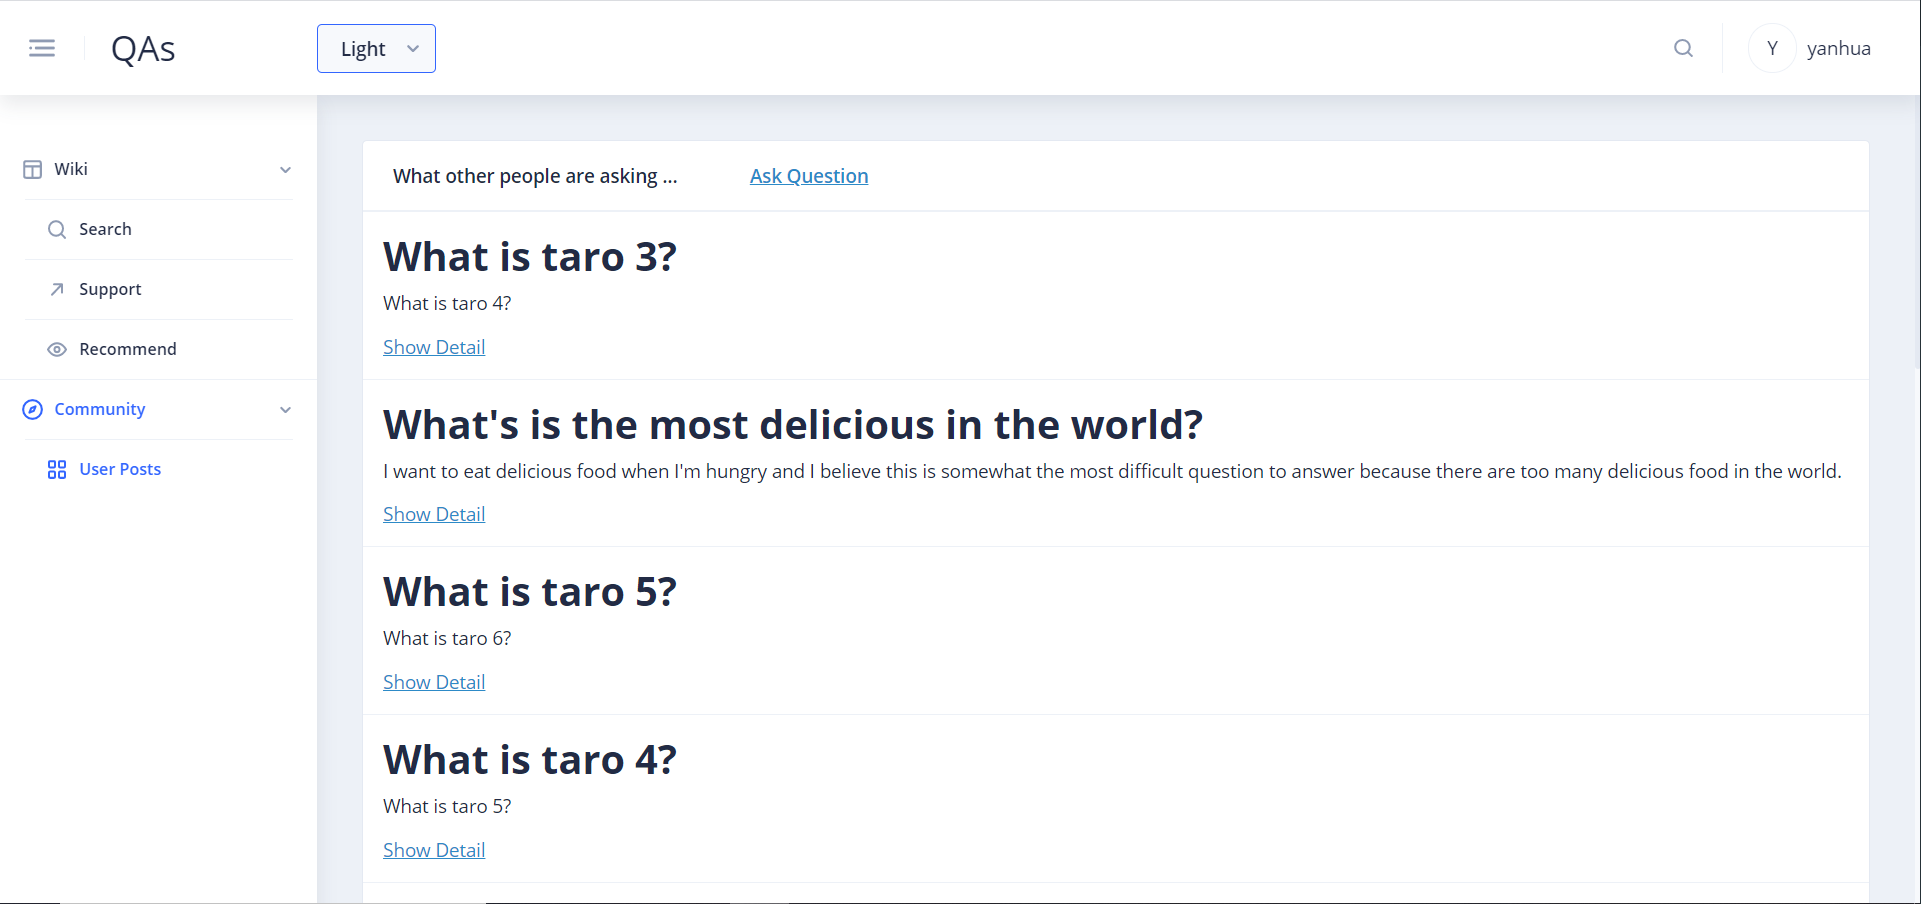 QAs
Light
Y
yanhua
Wiki
Search
Support
Recommend
Community
User Posts
What other people are asking ...
Ask Question
What is taro 3?
What is taro 4?
Show Detail
What's is the most delicious in the world?
I want to eat delicious food when I'm hungry and I believe this is somewhat the most difficult question to answer because there are too many delicious food in the world.
Show Detail
What is taro 5?
What is taro 6?
Show Detail
What is taro 4?
What is taro 5?
Show Detail